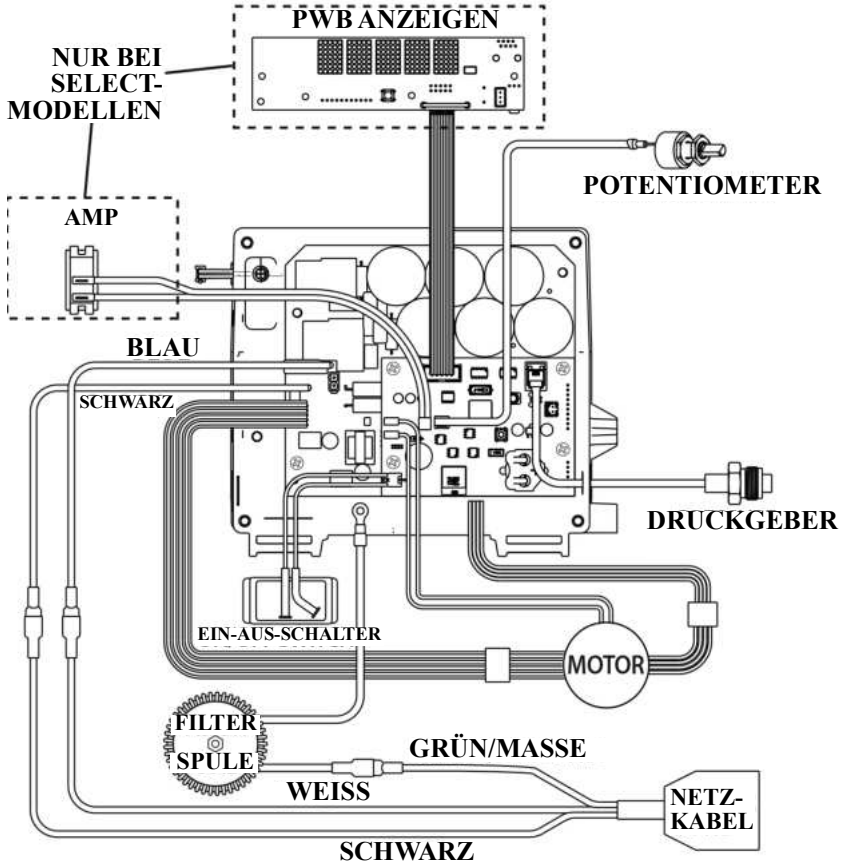 PWB ANZEIGEN
NUR BEI
SELECT-
MODELLEN
POTENTIOMETER
AMP
BLAU
SCHWARZ
DRUCKGEBER
EIN-AUS-SCHALTER
MOTOR
FILTER
SPULE
GRÜN/MASSE
WEISS
NETZ-
KABEL
SCHWARZ